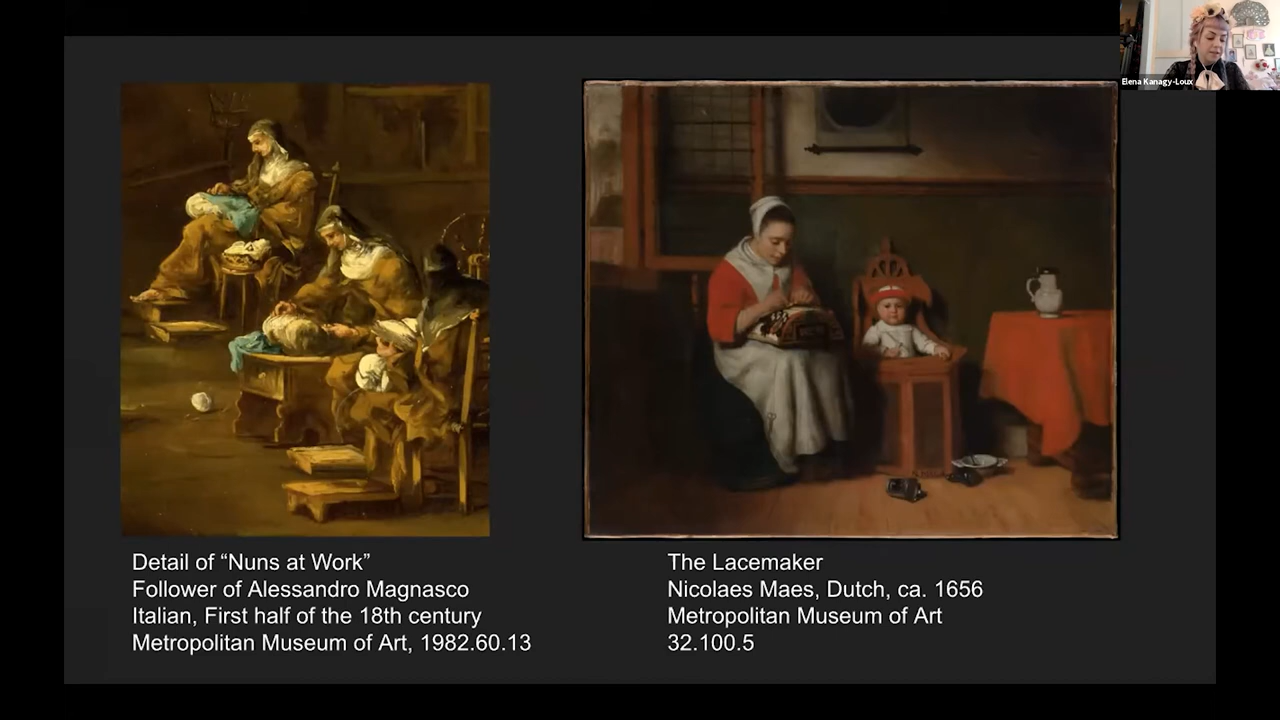 Elena Kanagy-Loux
Detail of “Nuns at Work”
Follower of Alessandro Magnasco
Italian, First half of the 18th century
Metropolitan Museum of Art, 1982.60.13
The Lacemaker
Nicolaes Maes, Dutch, ca. 1656
Metropolitan Museum of Art
32.100.5